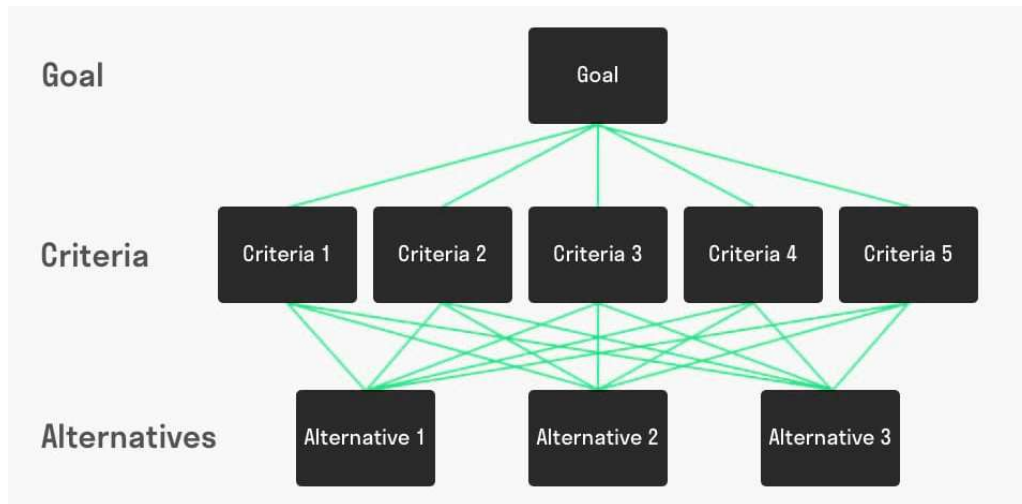 Goal
Goal
Criteria
Criteria 1
Criteria 2
Criteria 3
Criteria 4
Criteria 5
Alternatives
Alternative 1
Alternative 2
Alternative 3